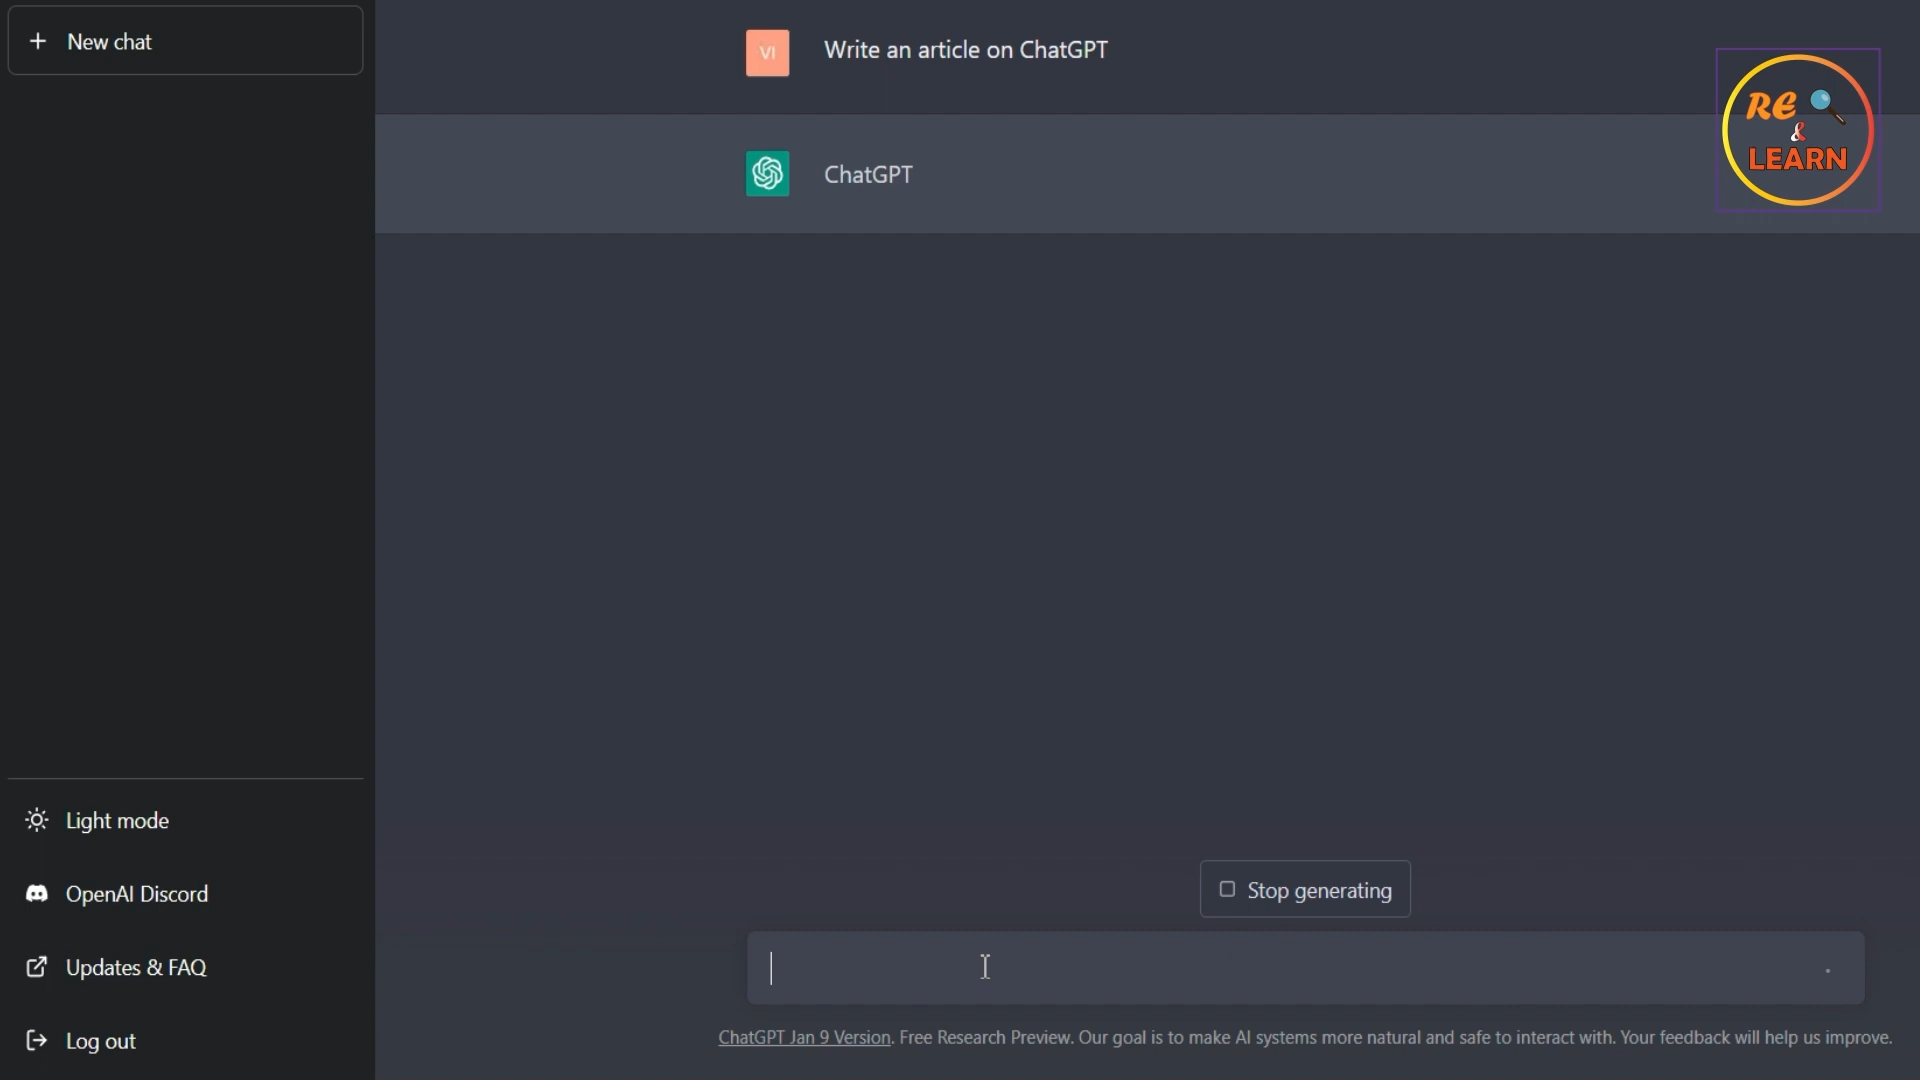 New chat
VI
Write an article on ChatGPT
ChatGPT
RE
&
LEARN
Light mode
OpenAI Discord
Updates & FAQ
Log out
Stop generating
ChatGPT Jan 9 Version. Free Research Preview. Our goal is to make AI systems more natural and safe to interact with. Your feedback will help us improve.